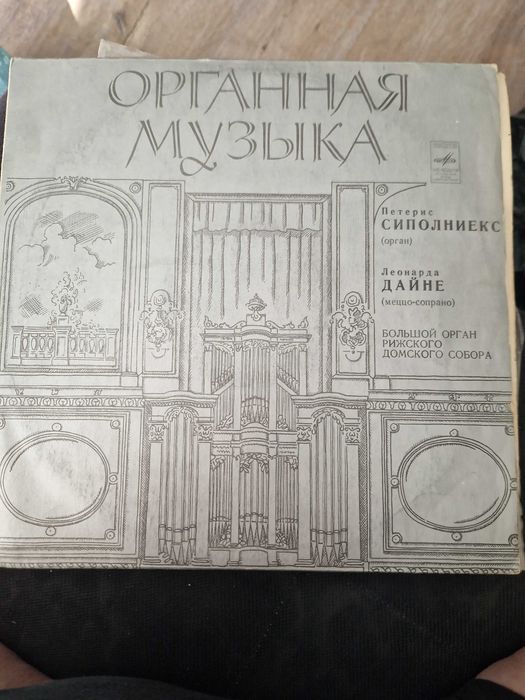 ОРГАННАЯ
МУЗЫКА
Петерис
СИПОЛНИЕКС
(орган)
Леонарда
ДАЙНЕ
(меццо-сопрано)
БОЛЬШОЙ ОРГАН
РИЖСКОГО
ДОМСКОГО СОБОРА